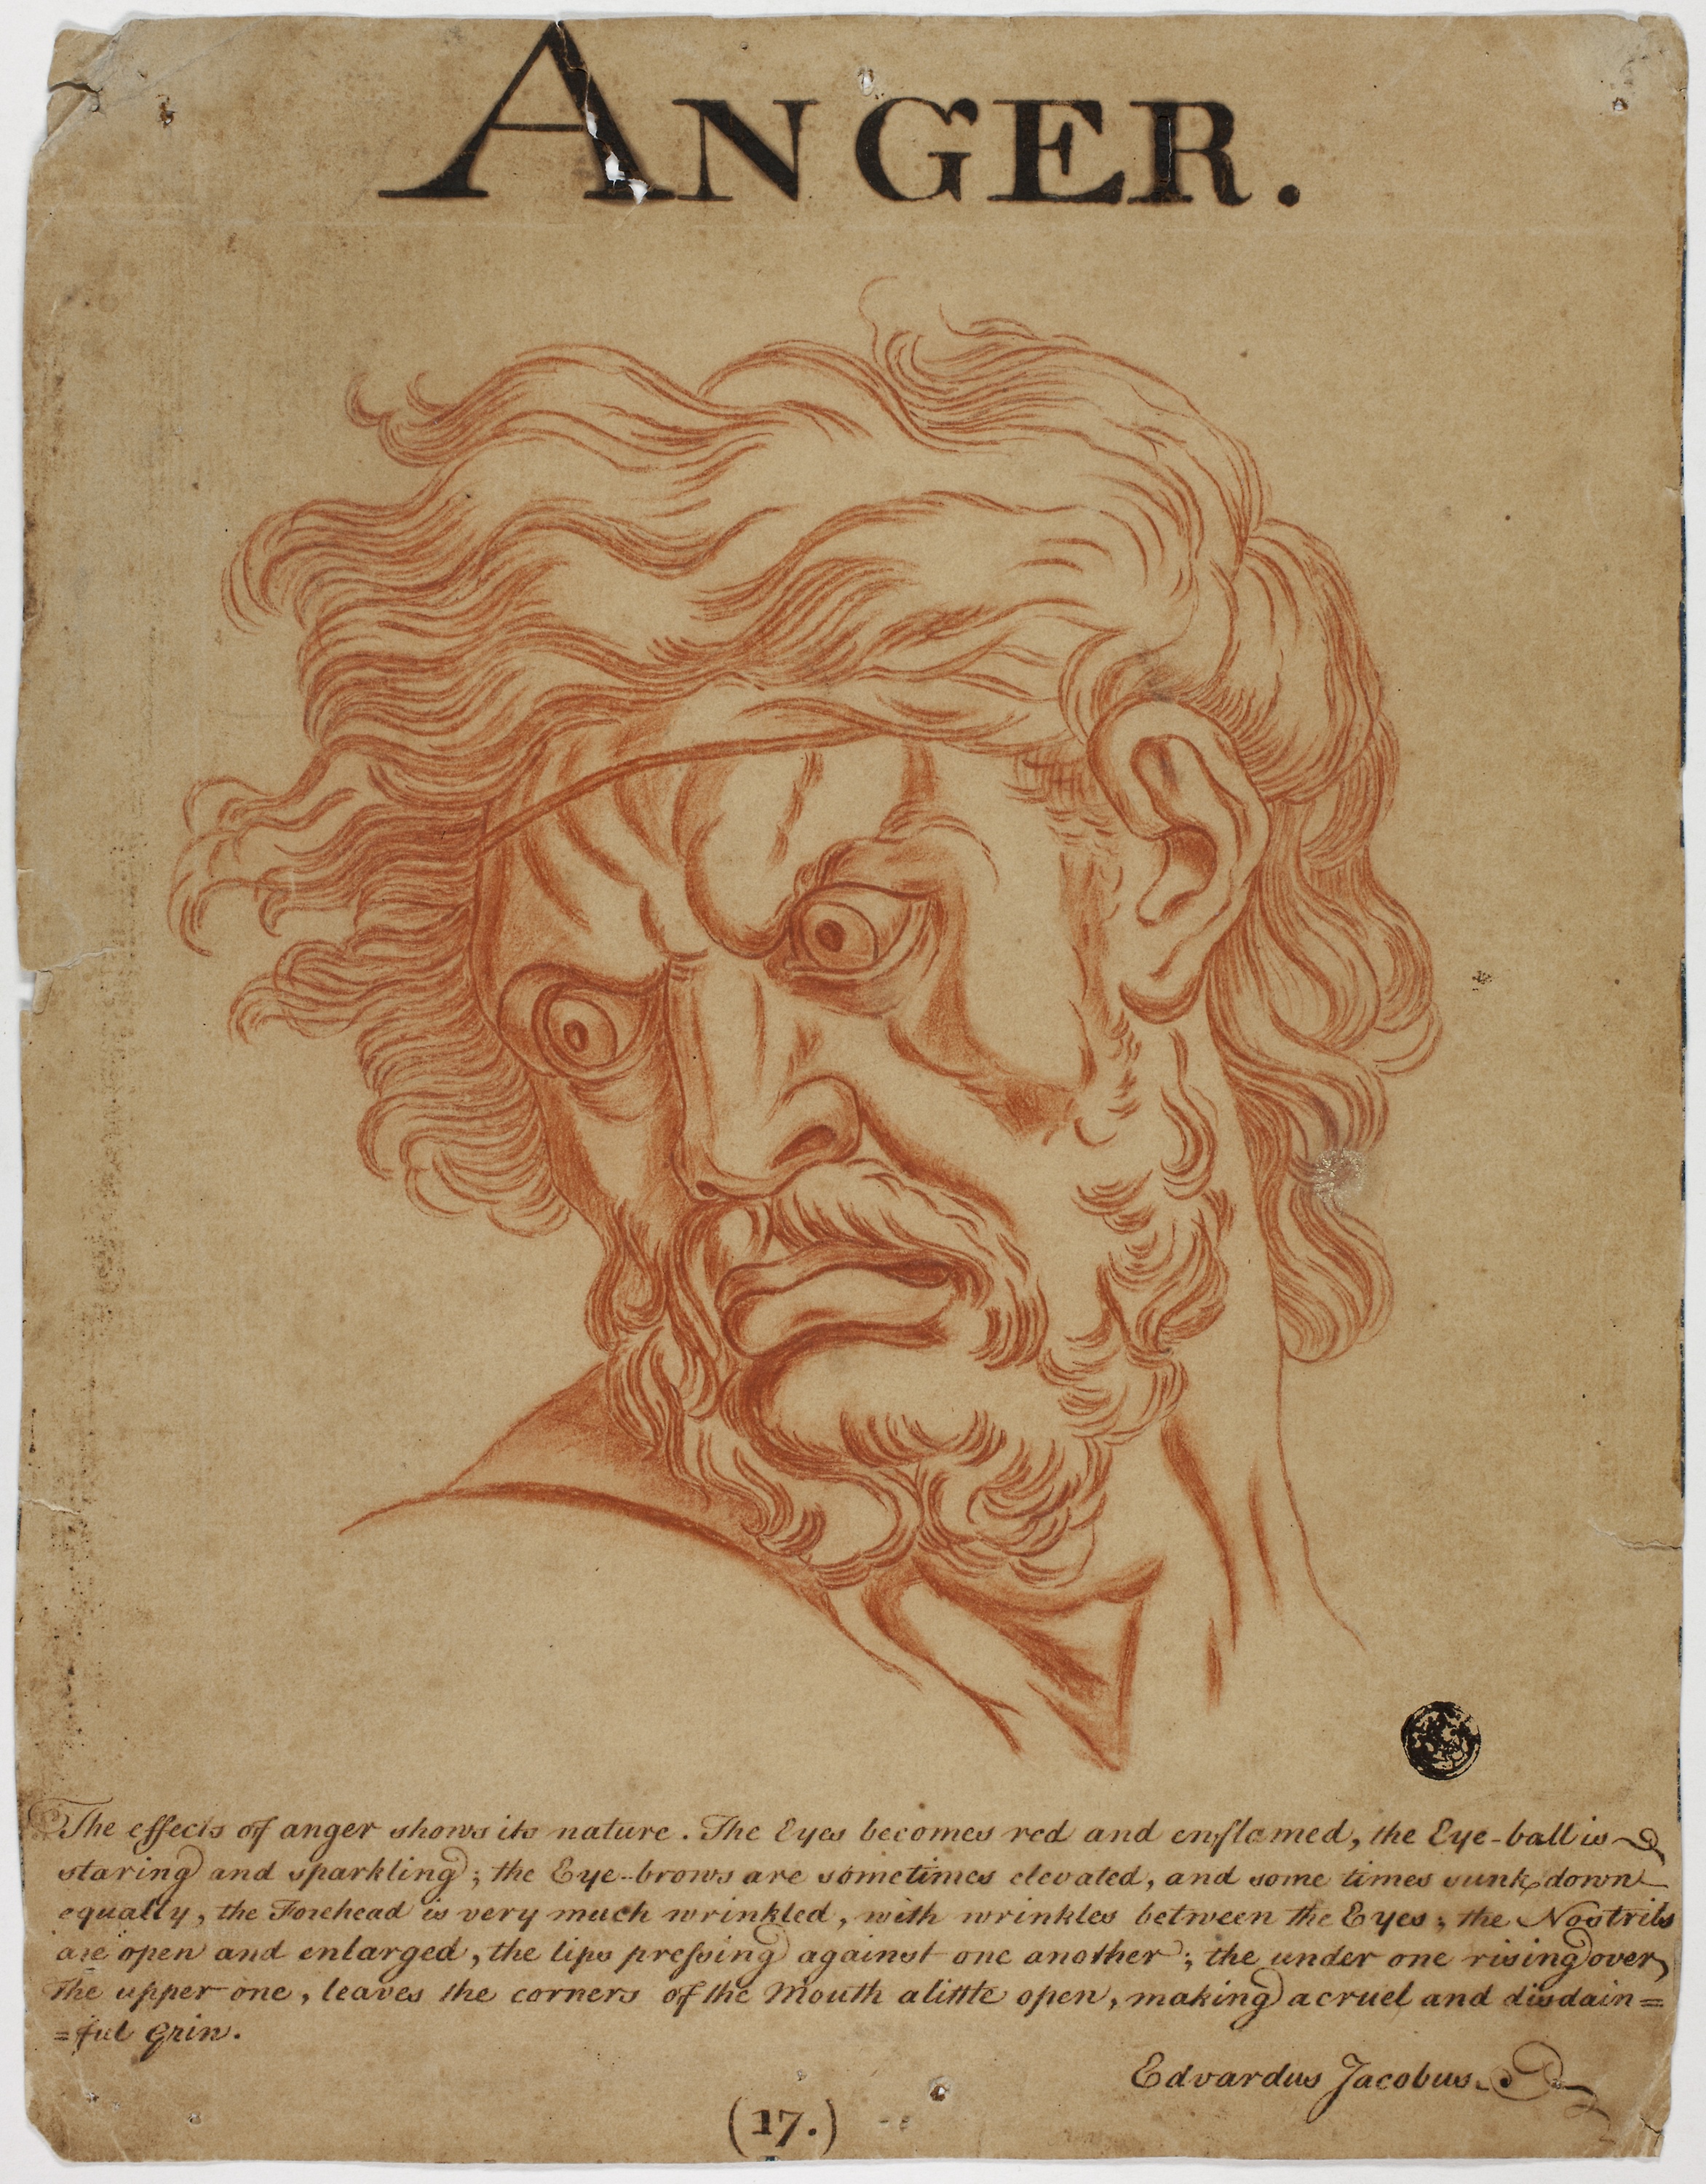 ANGER.
The effects of anger shows its nature. The Eyes becomes red and enflamed, the Eye-ball is
staring and sparkling; the Eye-brows are sometimes elevated, and some times sunk down
equally, the Forehead is very much wrinkled, with wrinkles between the Eyes; the Nostrils
are open and enlarged, the lips preſsing against one another; the under one rising over,
the upper one, leaves the corners of the Mouth a little open, making a cruel and disdain=
=ful grin.
Edvardus Jacobus.
(17.)